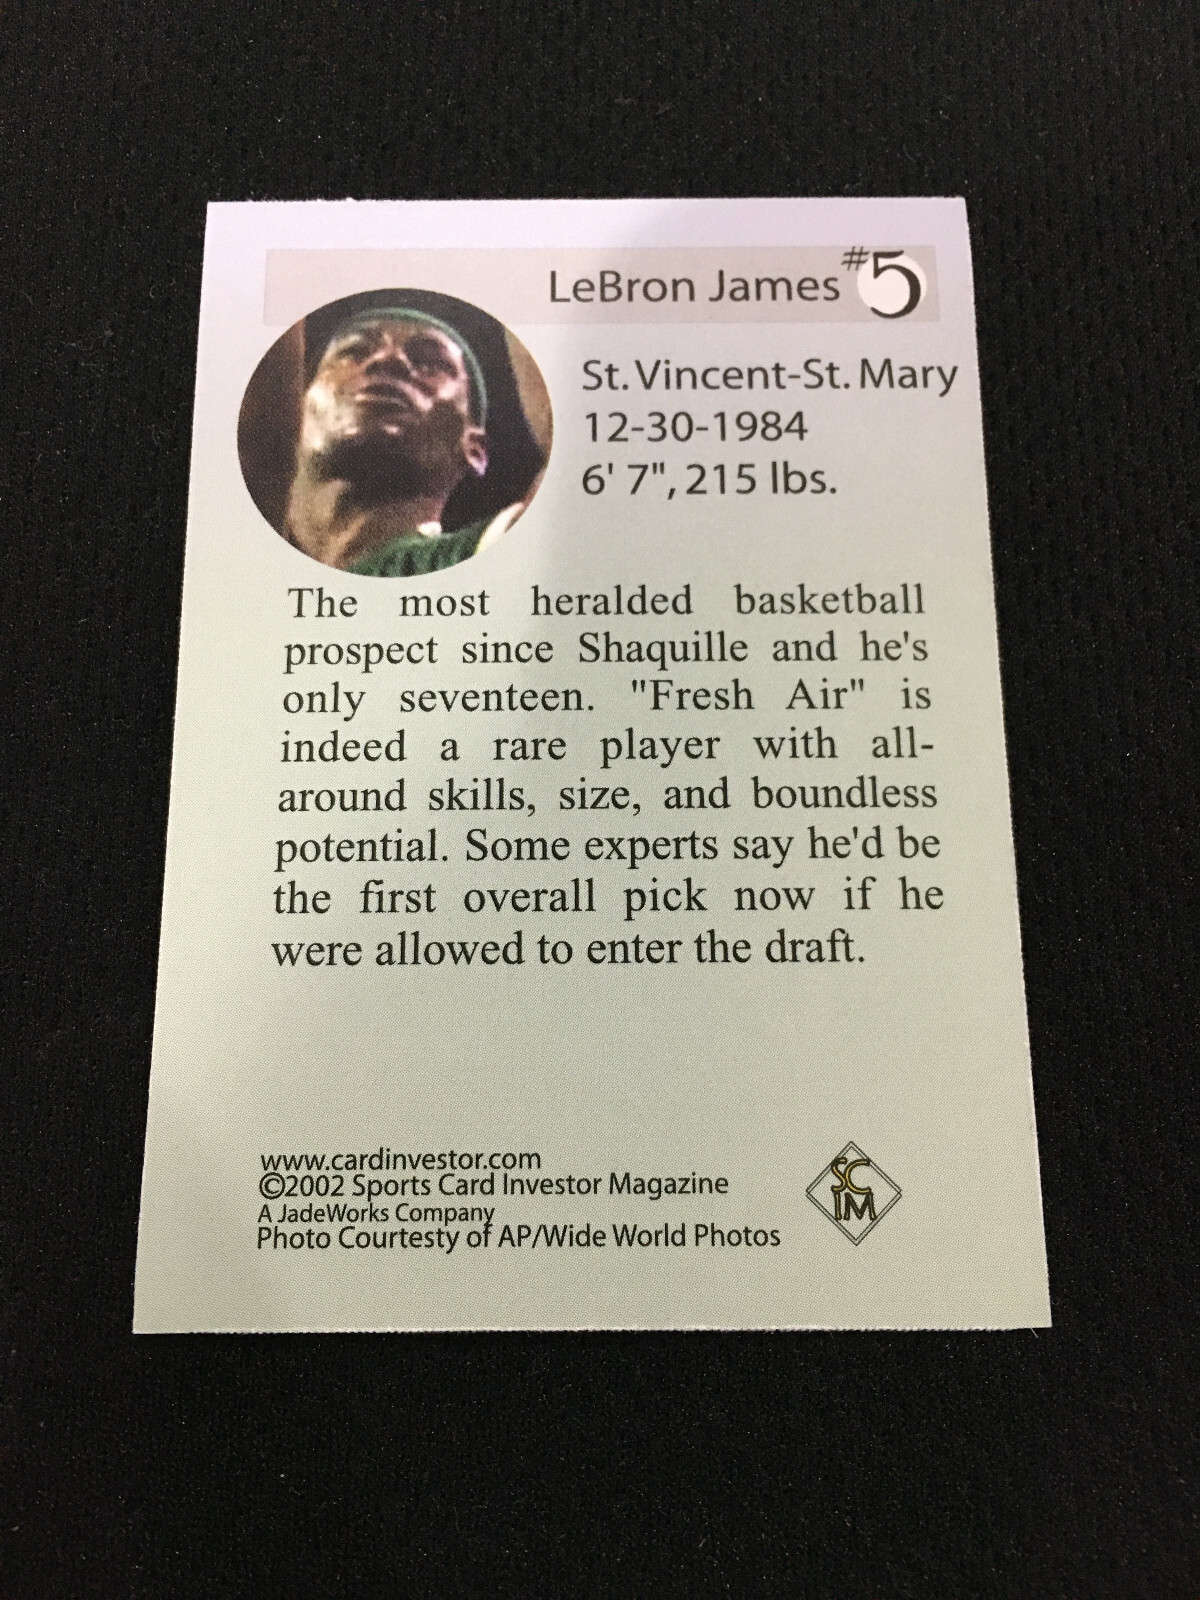 LeBron James #5
St. Vincent-St. Mary
12-30-1984
6' 7", 215 lbs.
The most heralded basketball
prospect since Shaquille and he's
only seventeen. "Fresh Air" is
indeed a rare player with all-
around skills, size, and boundless
potential. Some experts say he'd be
the first overall pick now if he
were allowed to enter the draft.
www.cardinvestor.com
©2002 Sports Card Investor Magazine
A JadeWorks Company
Photo Courtesty of AP/Wide World Photos
SC
IM